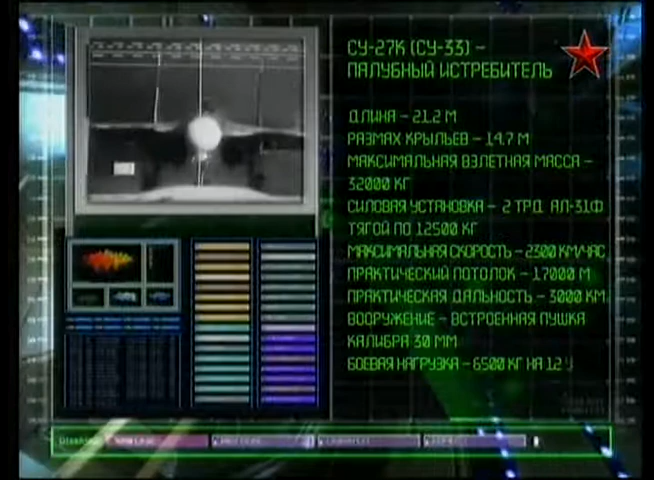 СУ-27К (СУ-33) –
ПАЛУБНЫЙ ИСТРЕБИТЕЛЬ
ДЛИНА – 21.2 М
РАЗМАХ КРЫЛЬЕВ – 14.7 М
МАКСИМАЛЬНАЯ ВЗЛЕТНАЯ МАССА –
32000 КГ
СИЛОВАЯ УСТАНОВКА – 2 ТРД АЛ-31Ф
ТЯГОЙ ПО 12500 КГ
МАКСИМАЛЬНАЯ СКОРОСТЬ – 2300 КМ/ЧАС
ПРАКТИЧЕСКИЙ ПОТОЛОК – 17000 М
ПРАКТИЧЕСКАЯ ДАЛЬНОСТЬ – 3000 КМ
ВООРУЖЕНИЕ – ВСТРОЕННАЯ ПУШКА
КАЛИБРА 30 ММ
БОЕВАЯ НАГРУЗКА – 6500 КГ НА 12 У